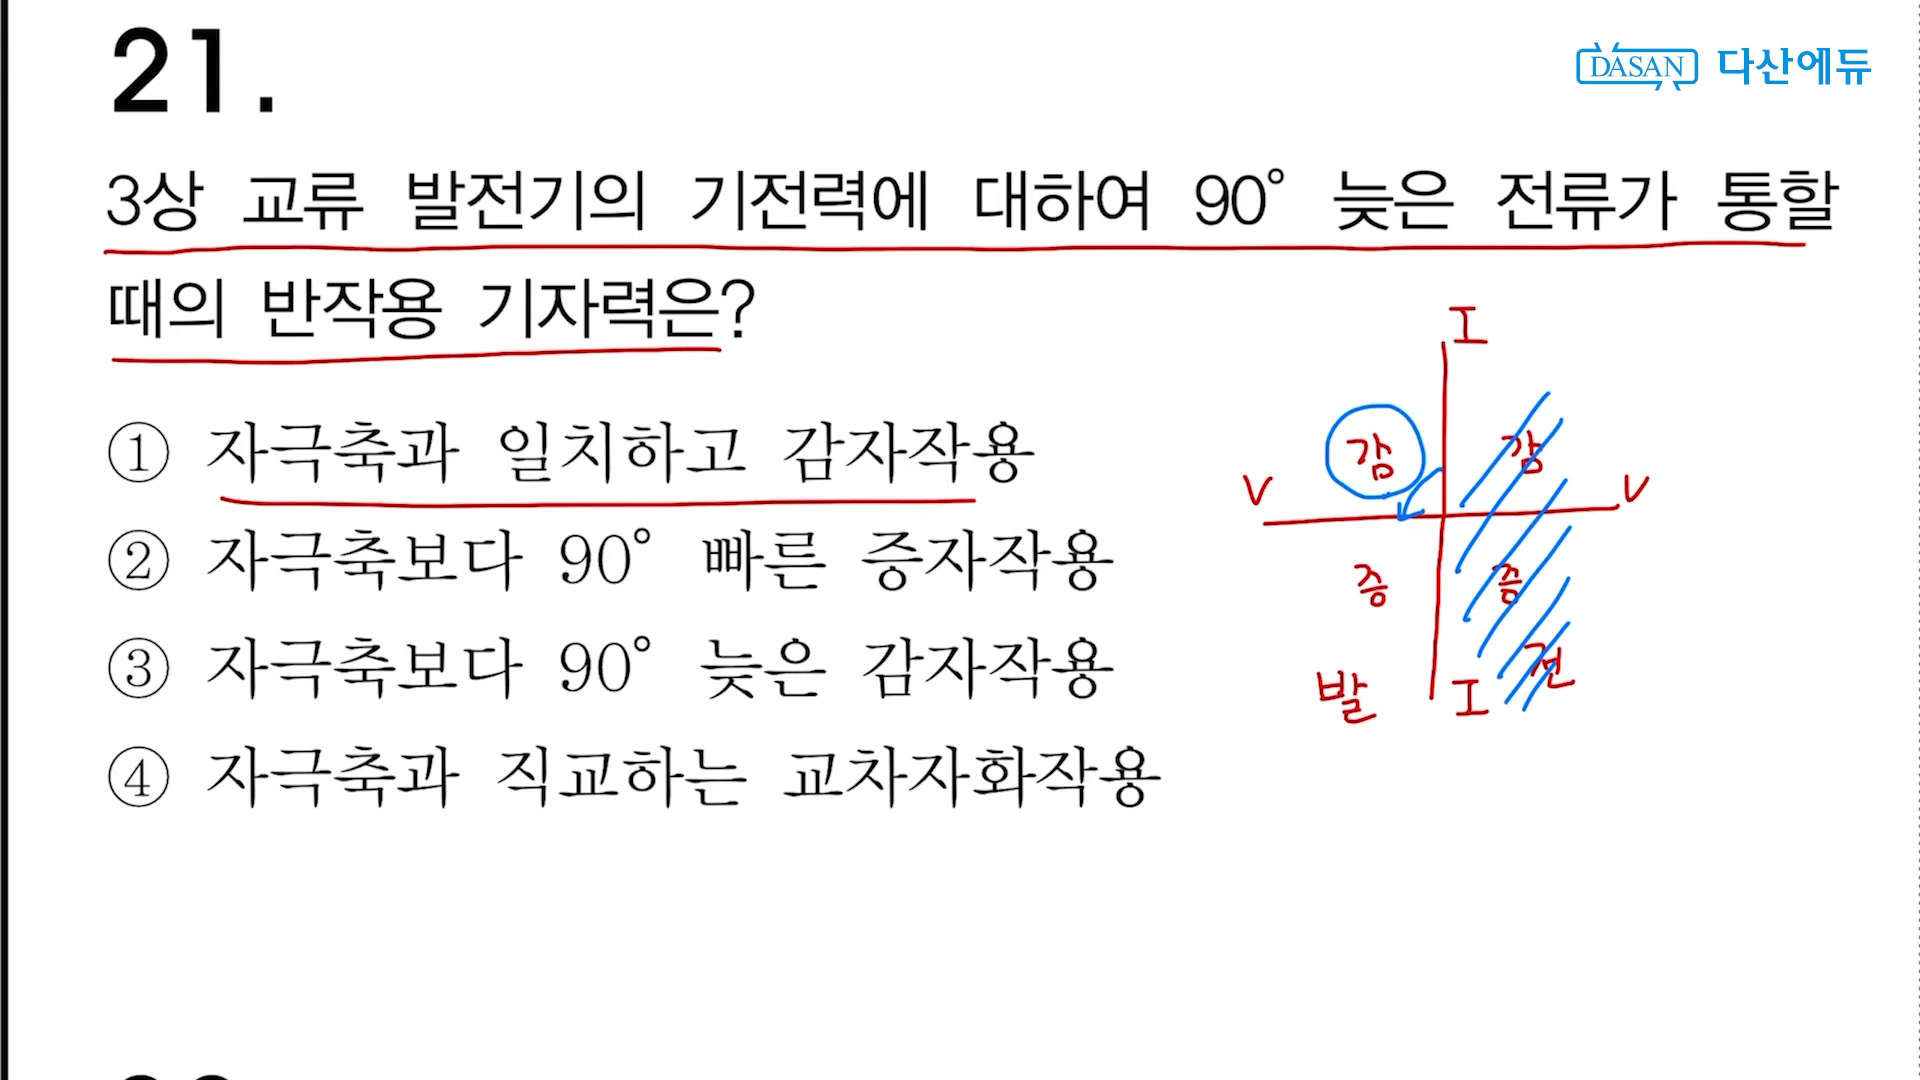 21.
DASAN 다산에듀
3상 교류 발전기의 기전력에 대하여 90° 늦은 전류가 통할
때의 반작용 기자력은?
① 자극축과 일치하고 감자작용
② 자극축보다 90° 빠른 증자작용
③ 자극축보다 90° 늦은 감자작용
④ 자극축과 직교하는 교차자화작용
I
감 감
V V
증 증
발 I 전